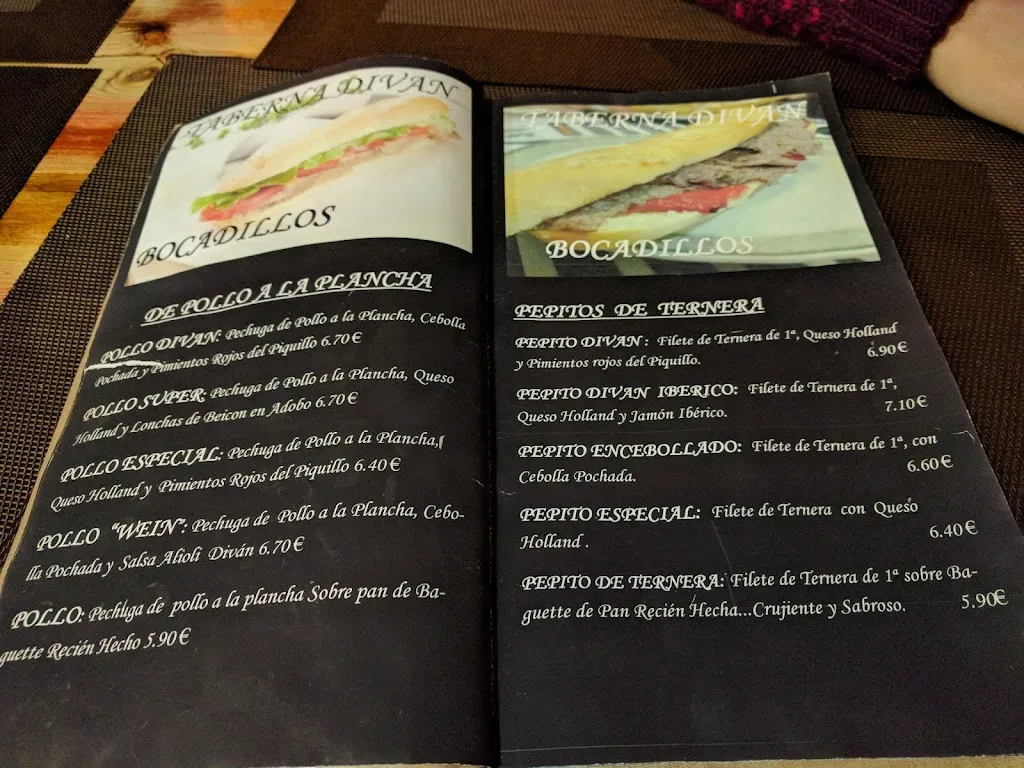 TABERNA DIVAN
BOCADILLOS
DE POLLO A LA PLANCHA
POLLO DIVAN: Pechuga de Pollo a la Plancha, Cebolla
Pochada y Pimientos Rojos del Piquillo 6.70€
POLLO SUPER: Pechuga de Pollo a la Plancha, Queso
Holland y Lonchas de Beicon en Adobo 6.70€
POLLO ESPECIAL: Pechuga de Pollo a la Plancha,
Queso Holland y Pimientos Rojos del Piquillo 6.40€
POLLO "WEIN": Pechuga de Pollo a la Plancha, Cebo-
lla Pochada y Salsa Alioli Diván 6.70€
POLLO: Pechuga de pollo a la plancha Sobre pan de Ba-
guette Recién Hecho 5.90€
TABERNA DIVAN
BOCADILLOS
PEPITOS DE TERNERA
PEPITO DIVAN: Filete de Ternera de 1ª, Queso Holland
y Pimientos rojos del Piquillo. 6.90€
PEPITO DIVAN IBERICO: Filete de Ternera de 1ª,
Queso Holland y Jamón Ibérico. 7.10€
PEPITO ENCEBOLLADO: Filete de Ternera de 1ª, con
Cebolla Pochada. 6.60€
PEPITO ESPECIAL: Filete de Ternera con Queso
Holland . 6.40€
PEPITO DE TERNERA: Filete de Ternera de 1ª sobre Ba-
guette de Pan Recién Hecha...Crujiente y Sabroso. 5.90€